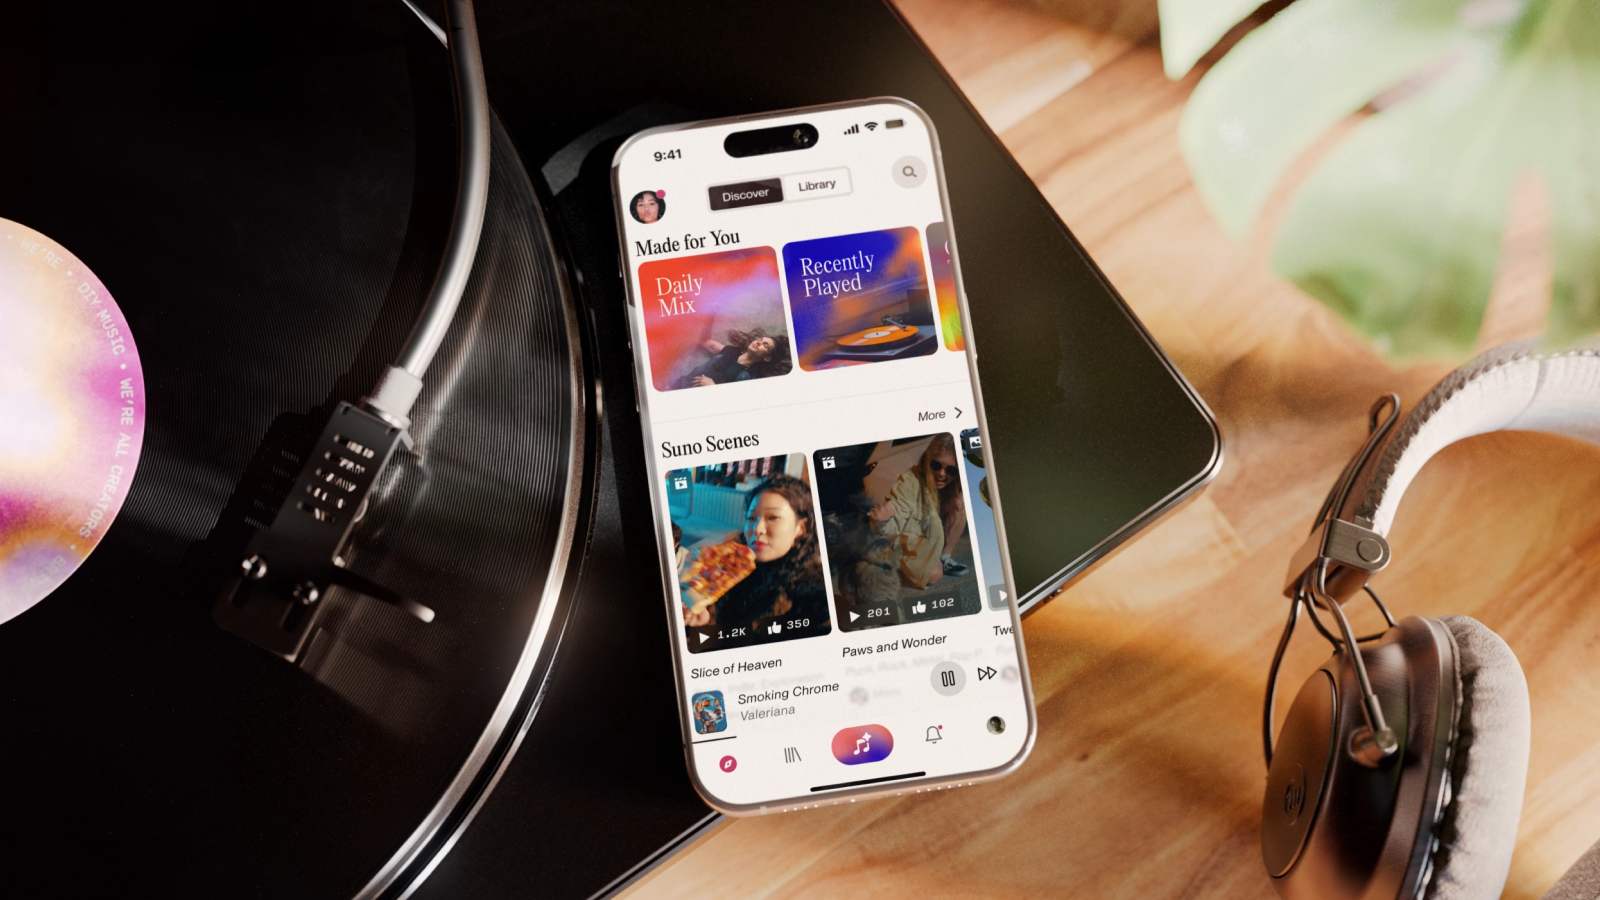 WE'RE • DIY MUSIC • WE'RE ALL CREATORS •
9:41
Discover
Library
Made for You
Daily
Mix
Recently
Played
More
Suno Scenes
1.2K
350
201
102
Slice of Heaven
Paws and Wonder
Twe
Smoking Chrome
Valeriana